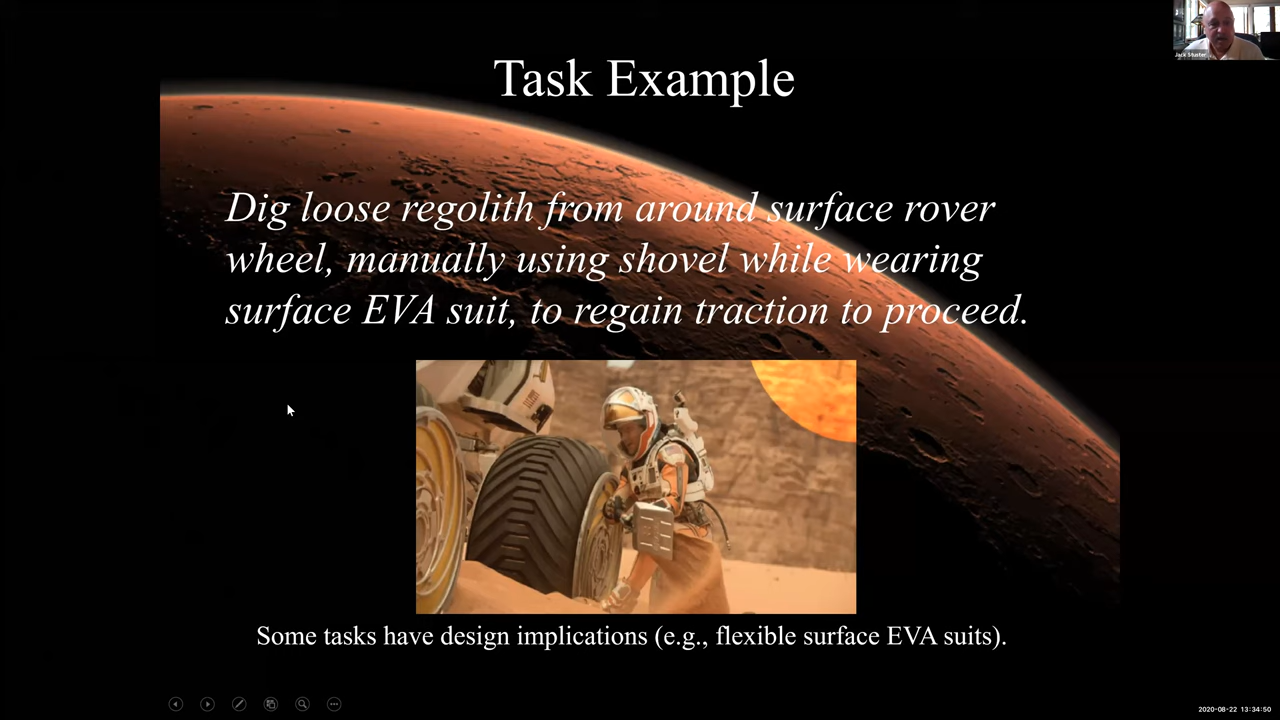 Jack Stuster
Task Example
Dig loose regolith from around surface rover
wheel, manually using shovel while wearing
surface EVA suit, to regain traction to proceed.
Some tasks have design implications (e.g., flexible surface EVA suits).
2020-08-22 13:34:50